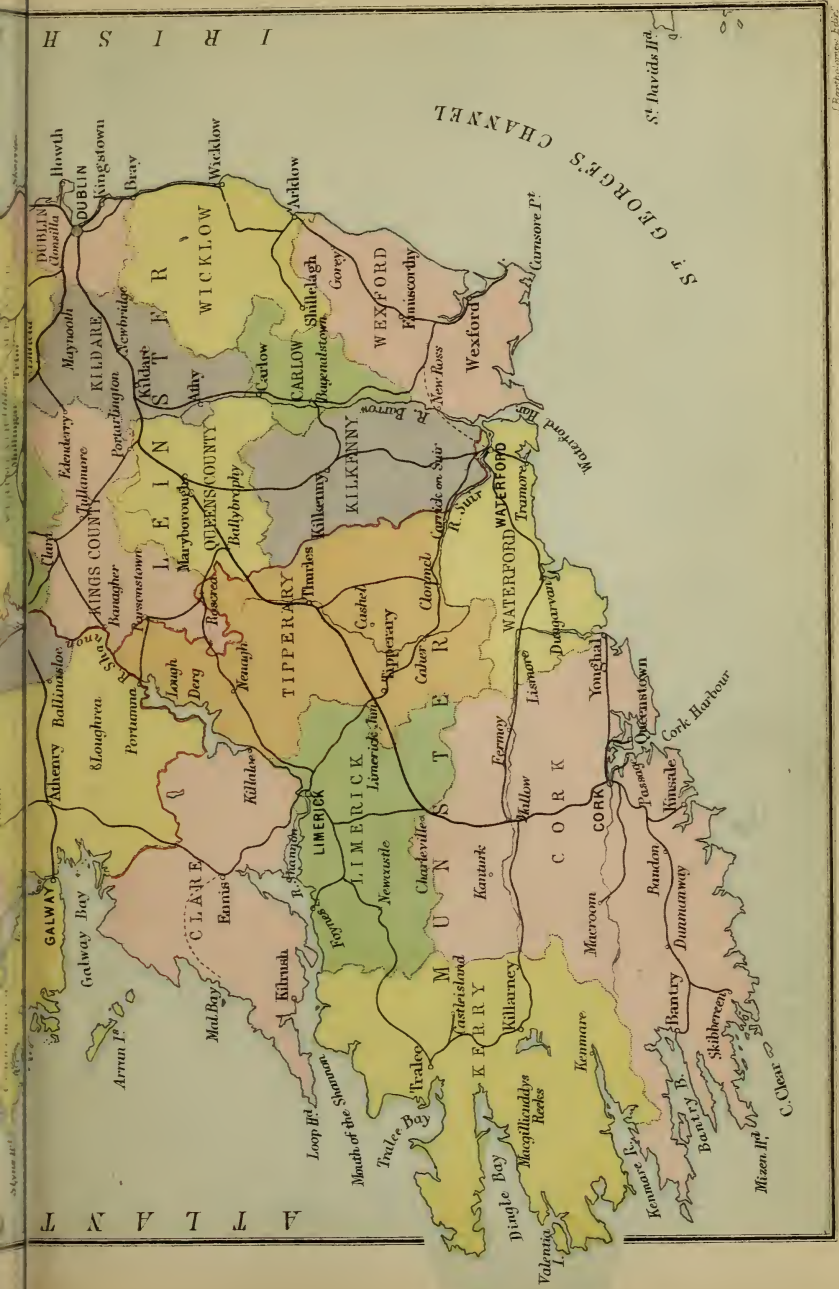 IRISH
Howth
DUBLIN
Clonsilla
DUBLIN
Kingstown
Bray
Wicklow
WICKLOW
Arklow
Shillelagh
Gorey
WEXFORD
Enniscorthy
Wexford
Carnsore Pt.
ST. GEORGE'S CHANNEL
St. Davids Hd.
Maynooth
KILDARE
Newbridge
Kildare
Athy
Carlow
CARLOW
Bagenalstown
R. Barrow
New Ross
Waterford Har.
LEINSTER
Edenderry
Portarlington
Tullamore
Clara
KINGS COUNTY
Banagher
Parsonstown
Maryborough
QUEENS COUNTY
Ballybrophy
Roscrea
Kilkenny
KILKENNY
Carrick on Suir
R. Suir
WATERFORD
Tramore
WATERFORD
Dungarvan
Lismore
Thurles
TIPPERARY
Cashel
Clonmel
Tipperary
Caher
Nenagh
Lough Derg
R. Shannon
Portumna
Ballinasloe
Loughrea
Athenry
GALWAY
Galway Bay
Arran Is.
CLARE
Ennis
Killaloe
Mal Bay
Kilrush
R. Shannon
Loop Hd.
Mouth of the Shannon
LIMERICK
LIMERICK
Limerick Jun.
Foynes
Newcastle
Charleville
MUNSTER
Kanturk
Mallow
Fermoy
CORK
CORK
Youghal
Queenstown
Cork Harbour
Passage
Kinsale
Bandon
Dunmanway
Macroom
Bantry
Skibbereen
C. Clear
Mizen Hd.
Bantry B.
Kenmare R.
Kenmare
KERRY
Killarney
Castleisland
Tralee
Tralee B.
Dingle Bay
Macgillicuddys Reeks
Valentia I.
ATLANT